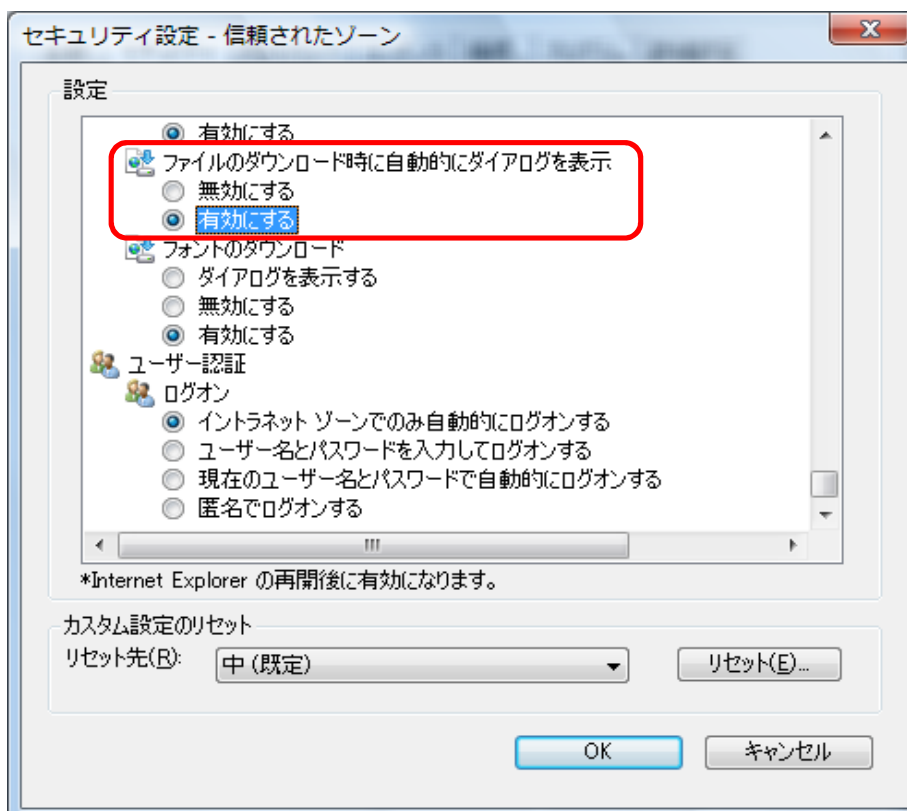 セキュリティ設定 - 信頼されたゾーン
設定
有効にする
ファイルのダウンロード時に自動的にダイアログを表示
無効にする
有効にする
フォントのダウンロード
ダイアログを表示する
無効にする
有効にする
ユーザー認証
ログオン
イントラネット ゾーンでのみ自動的にログオンする
ユーザー名とパスワードを入力してログオンする
現在のユーザー名とパスワードで自動的にログオンする
匿名でログオンする
*Internet Explorer の再開後に有効になります。
カスタム設定のリセット
リセット先(R):
中 (既定)
リセット(E)...
OK
キャンセル